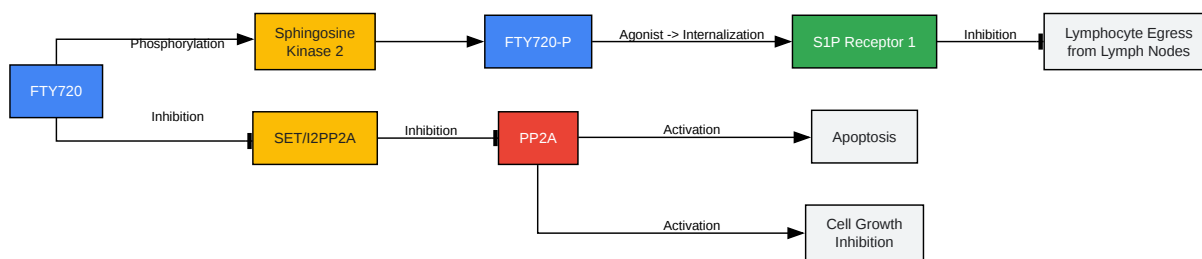 Phosphorylation
Sphingosine
Kinase 2
FTY720-P
Agonist -> Internalization
S1P Receptor 1
Inhibition
Lymphocyte Egress
from Lymph Nodes
FTY720
Inhibition
SET/I2PP2A
Inhibition
PP2A
Activation
Apoptosis
Activation
Cell Growth
Inhibition